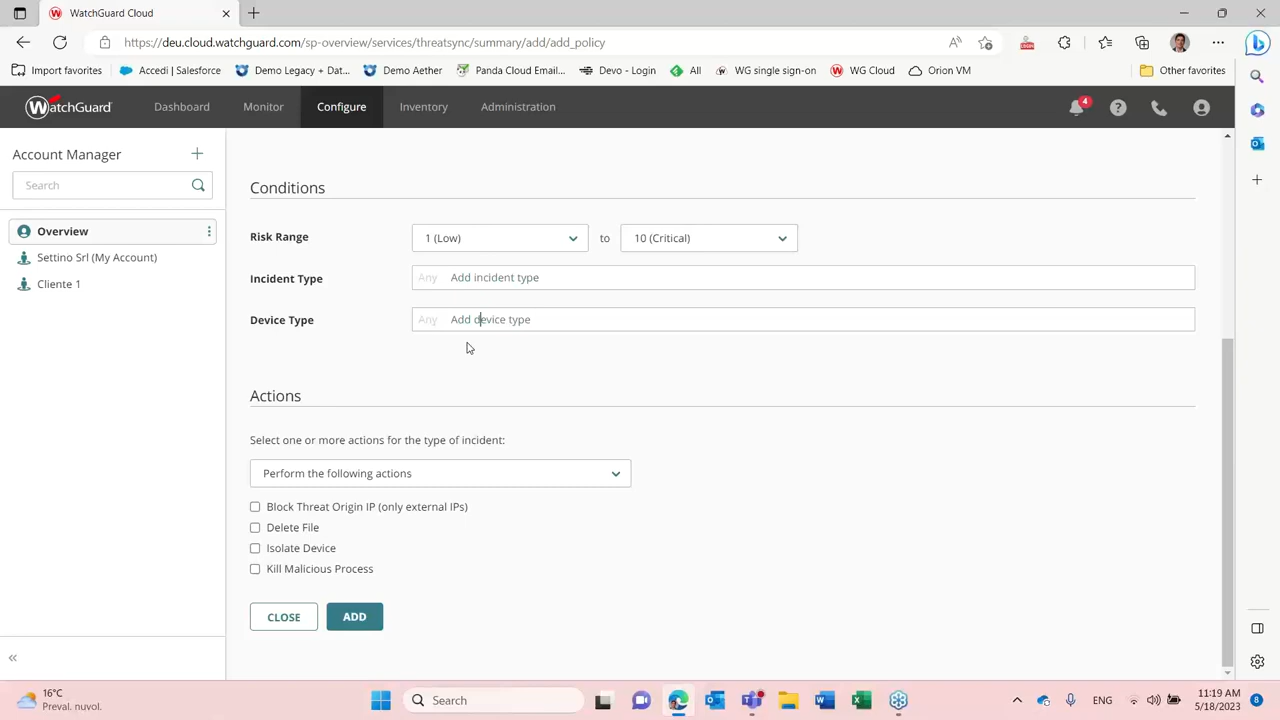 WatchGuard Cloud
https://deu.cloud.watchguard.com/sp-overview/services/threatsync/summary/add/add_policy
Import favorites
Accedi | Salesforce
Demo Legacy + Dat...
Demo Aether
Panda Cloud Email...
Devo - Login
All
WG single sign-on
WG Cloud
Orion VM
Other favorites
WatchGuard
Dashboard
Monitor
Configure
Inventory
Administration
4
Account Manager
Search
Overview
Settino Srl (My Account)
Cliente 1
Conditions
Risk Range
1 (Low)
to
10 (Critical)
Incident Type
Any
Add incident type
Device Type
Any
Add device type
Actions
Select one or more actions for the type of incident:
Perform the following actions
Block Threat Origin IP (only external IPs)
Delete File
Isolate Device
Kill Malicious Process
CLOSE
ADD
16°C
Preval. nuvol.
Search
ENG
11:19 AM
5/18/2023
8